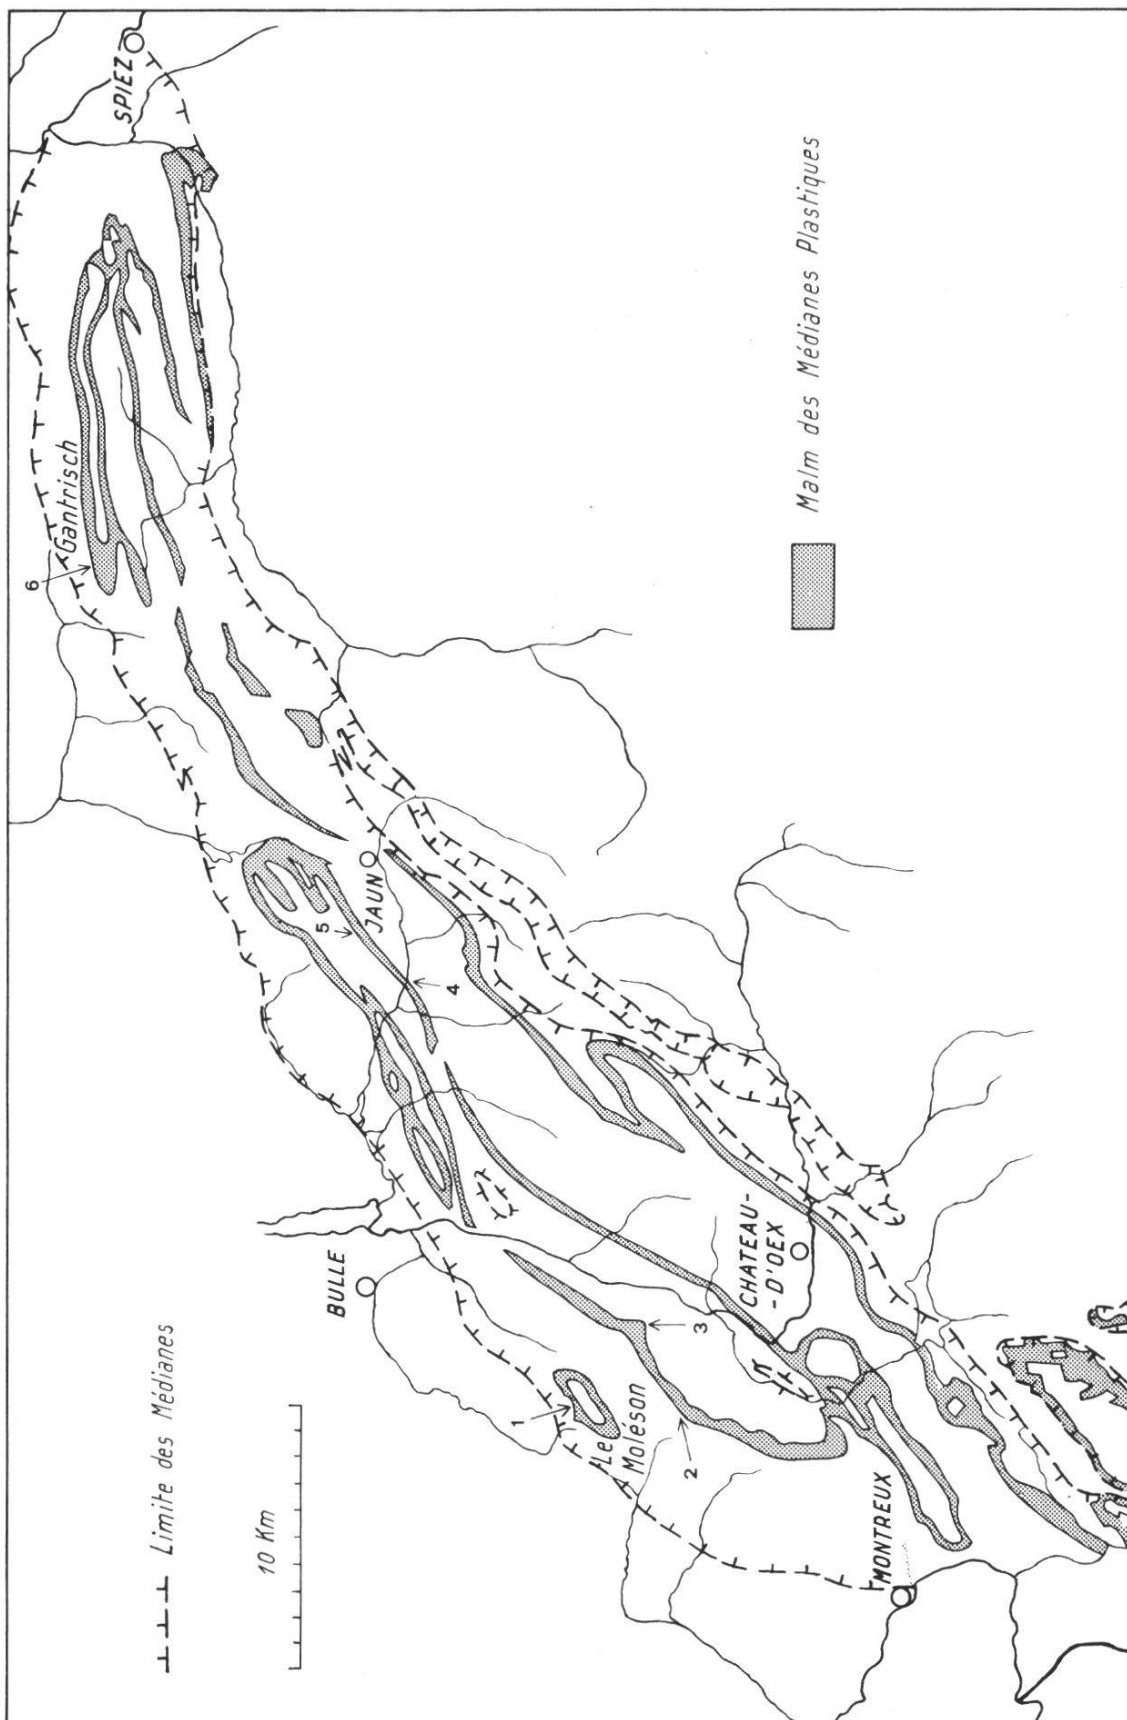 Limite des Médianes
10 Km
BULLE
Le
Moléson
1
2
3
MONTREUX
CHATEAU-
-D'OEX
JAUN
4
5
6
Gantrisch
SPIEZ
Malm des Médianes Plastiques